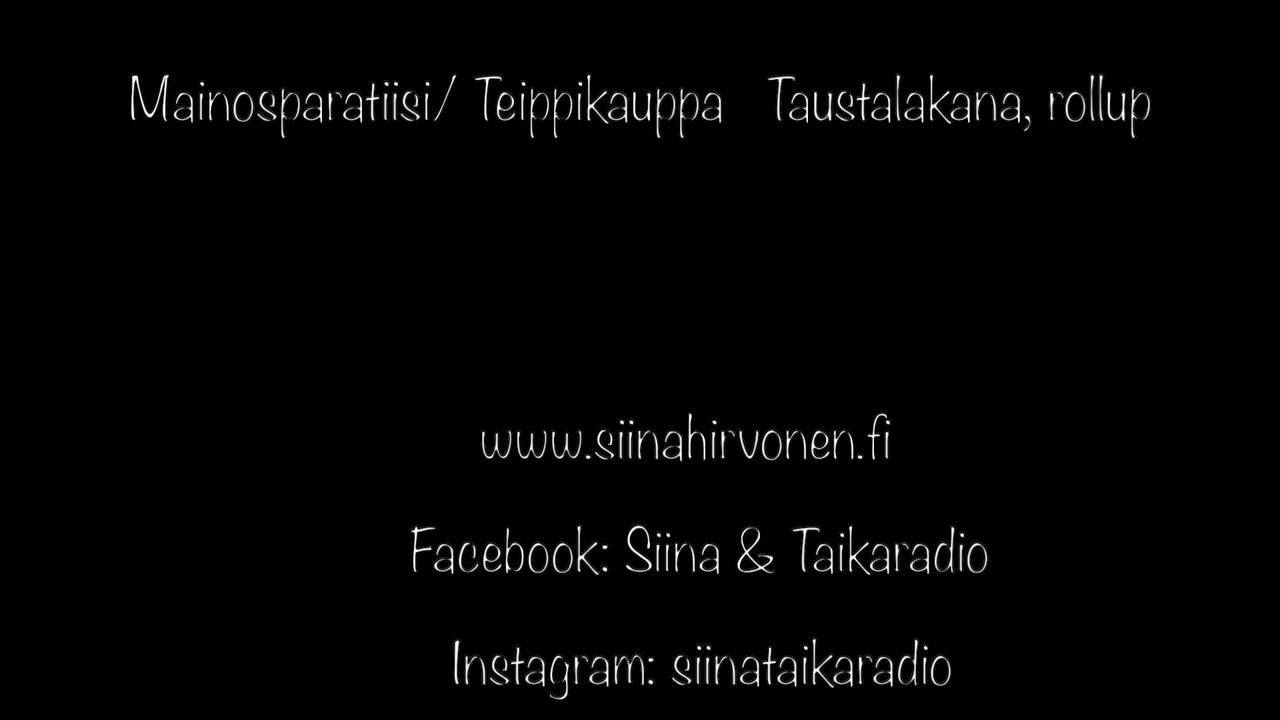 Mainosparatiisi/ Teippikauppa Taustalakana, rollup
www.siinahirvonen.fi
Facebook: Siina & Taikaradio
Instagram: siinataikaradio